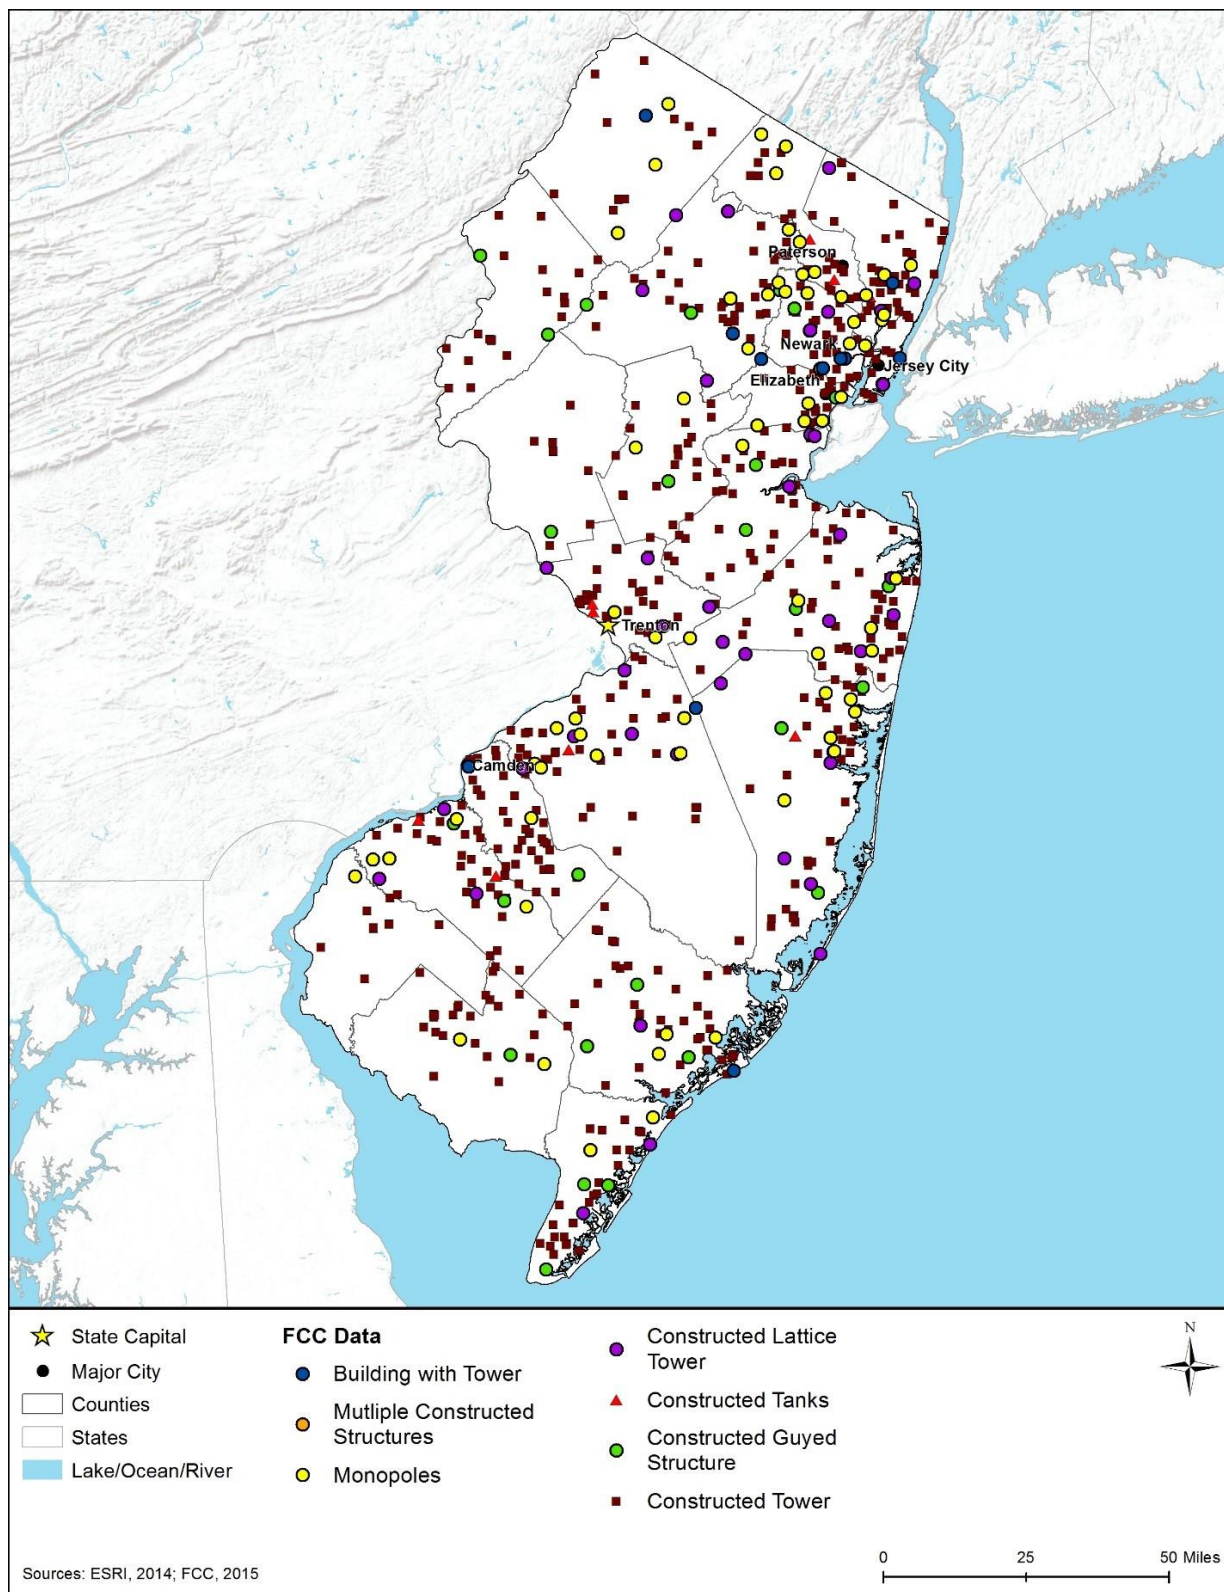 Paterson
Newark
Jersey City
Elizabeth
Trenton
Camden
State Capital
Major City
Counties
States
Lake/Ocean/River
FCC Data
Building with Tower
Mutliple Constructed
Structures
Monopoles
Constructed Lattice
Tower
Constructed Tanks
Constructed Guyed
Structure
Constructed Tower
N
0 25 50 Miles
Sources: ESRI, 2014; FCC, 2015